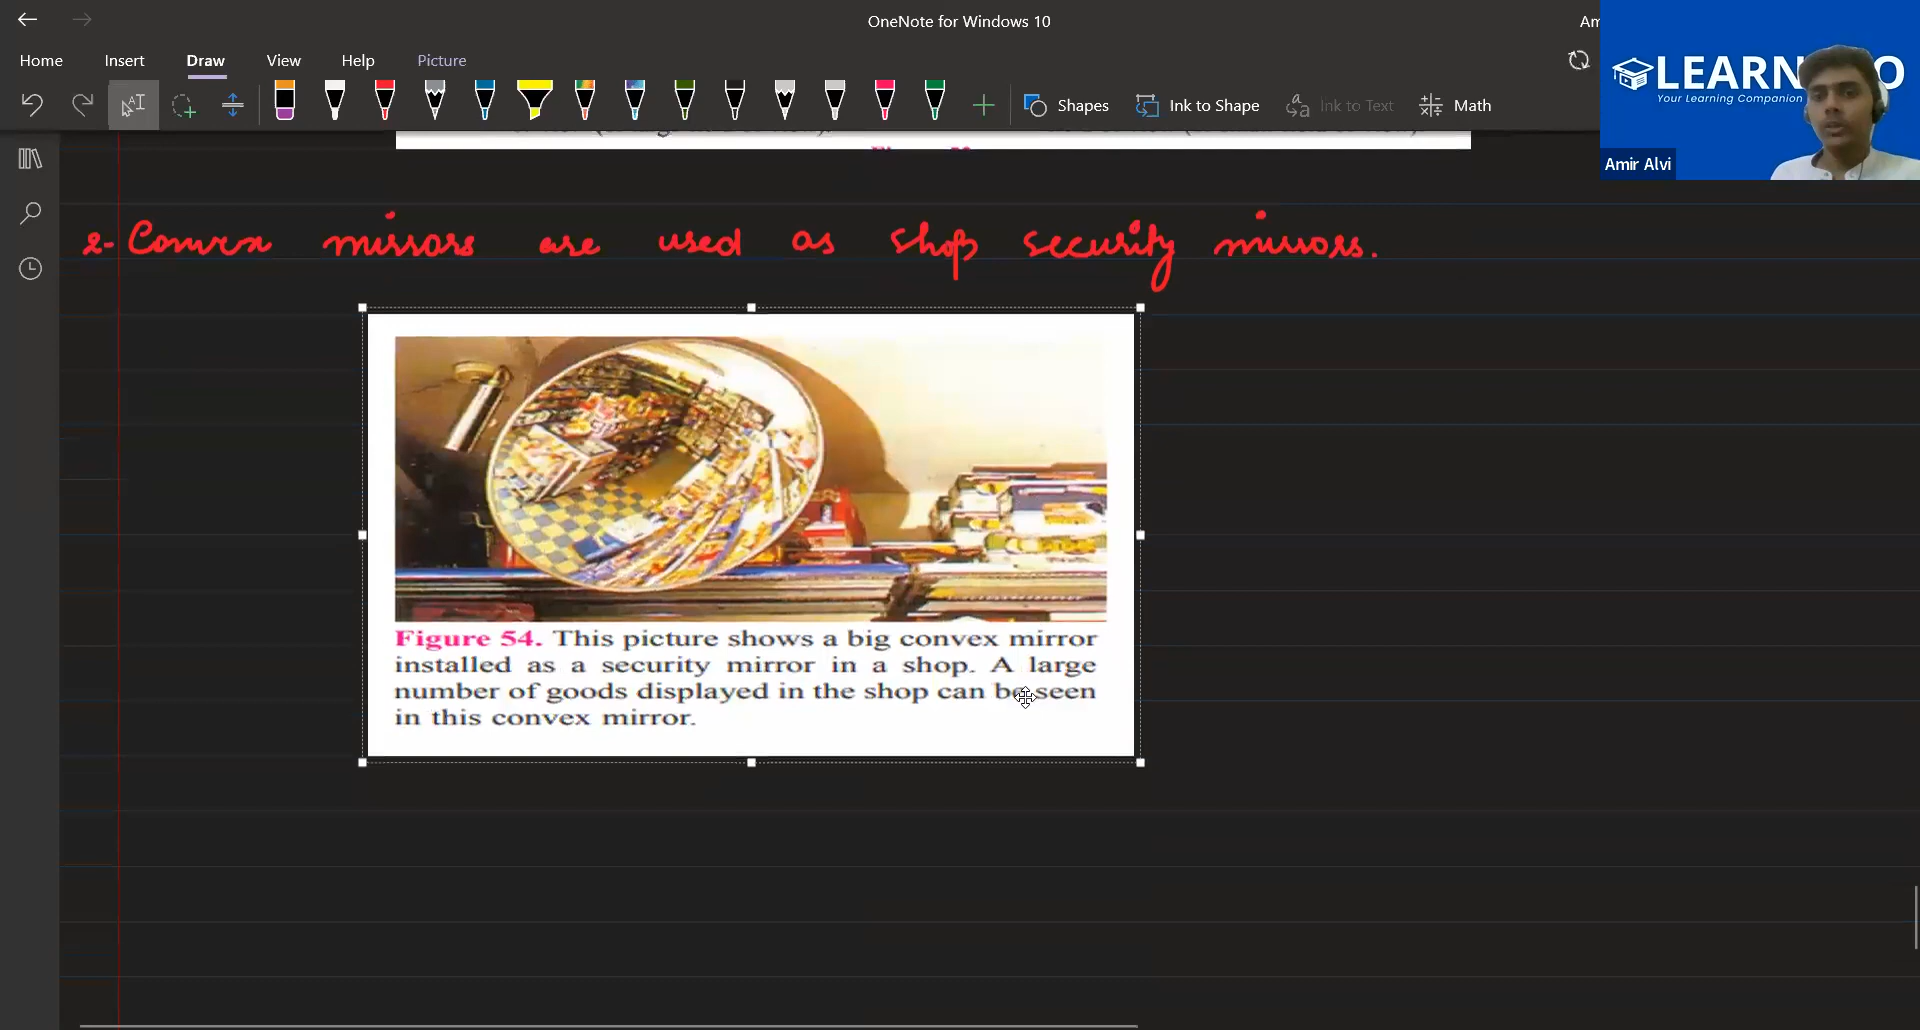 OneNote for Windows 10
Home Insert Draw View Help Picture
Shapes Ink to Shape Ink to Text Math
LEARN O
Your Learning Companion
Amir Alvi
2- Convex mirrors are used as shop security mirrors.
Figure 54. This picture shows a big convex mirror
installed as a security mirror in a shop. A large
number of goods displayed in the shop can be seen
in this convex mirror.